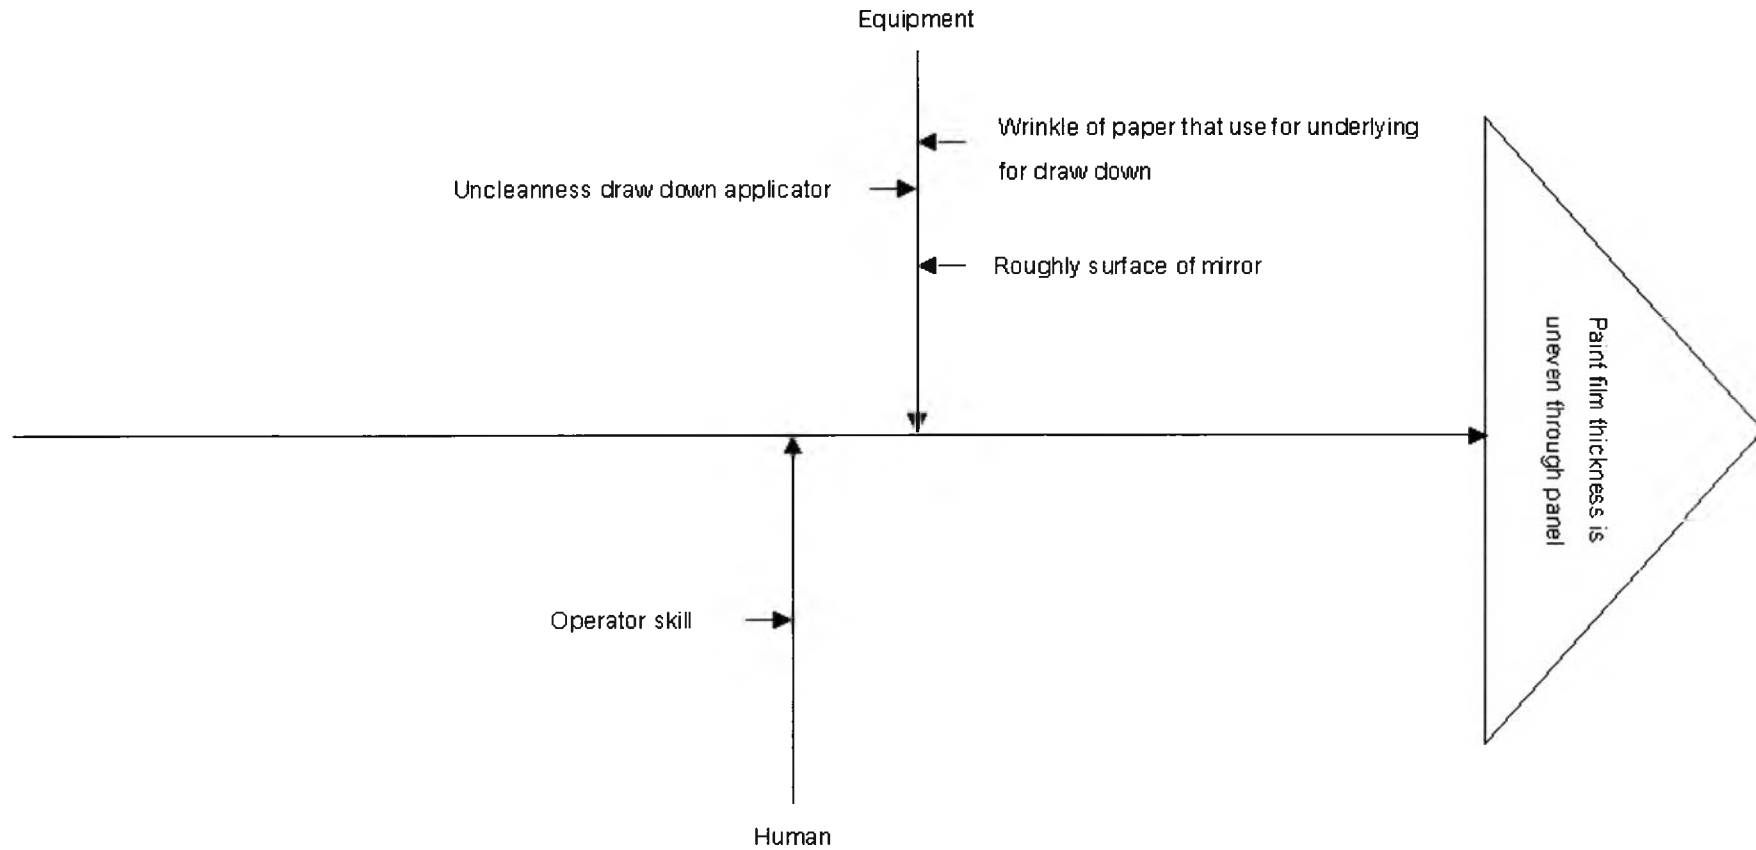 Equipment
Wrinkle of paper that use for underlying
for draw down
Uncleanness draw down applicator
Roughly surface of mirror
Paint film thickness is
uneven through panel
Operator skill
Human